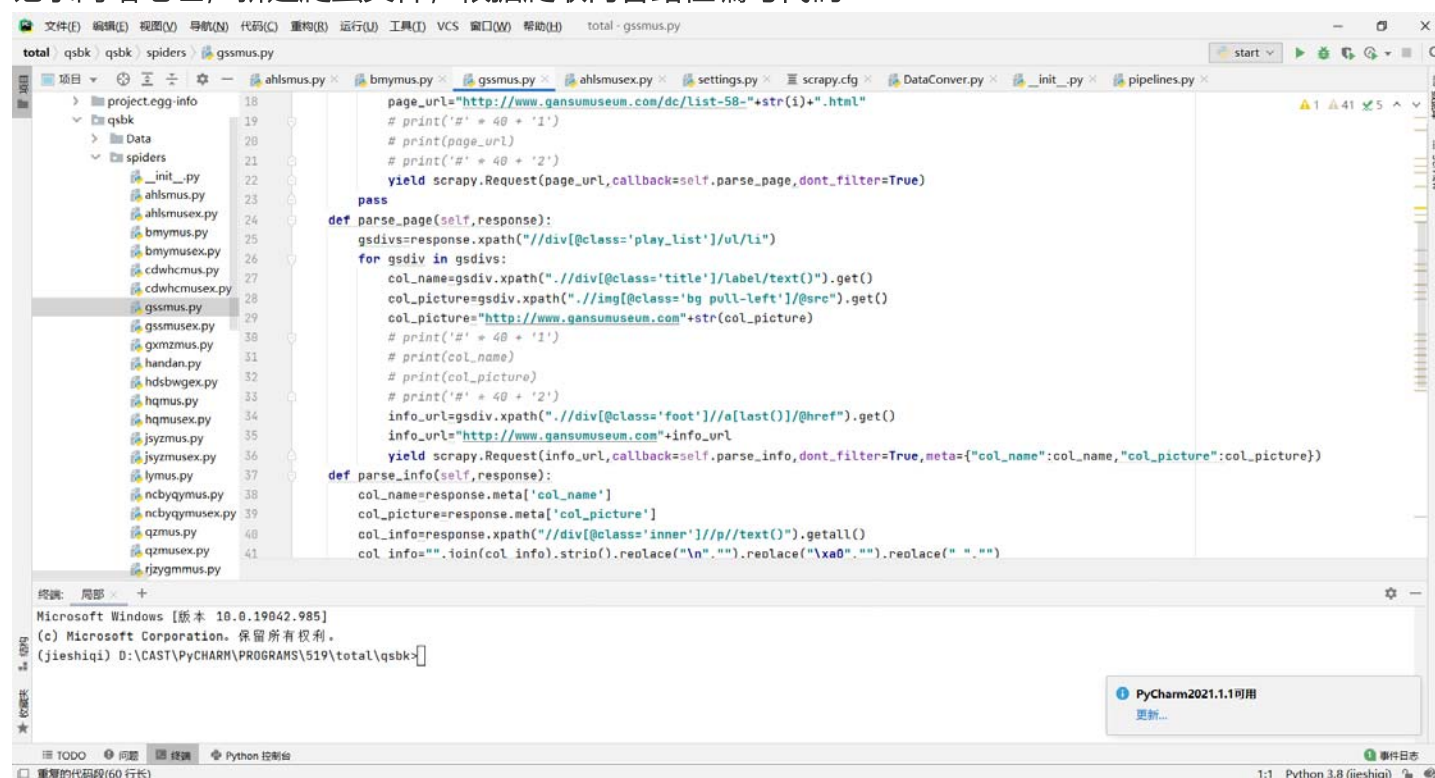 文件(F) 编辑(E) 视图(V) 导航(N) 代码(C) 重构(R) 运行(U) 工具(T) VCS 窗口(W) 帮助(H) total - gssmus.py
total qsbk qsbk spiders gssmus.py start
项目 ahlsmus.py bmymus.py gssmus.py ahlsmusex.py settings.py scrapy.cfg DataConver.py __init__.py pipelines.py
project.egg-info
qsbk
Data
spiders
__init__.py
ahlsmus.py
ahlsmusex.py
bmymus.py
bmymusex.py
cdwhcmus.py
cdwhcmusex.py
gssmus.py
gssmusex.py
gxmzmus.py
handan.py
hdsbwgex.py
hqmus.py
hqmusex.py
jsyzmus.py
jsyzmusex.py
lymus.py
ncbyqymus.py
ncbyqymusex.py
qzmus.py
qzmusex.py
rjzygmmus.py
1 41 5
18 page_url="http://www.gansumuseum.com/dc/list-58-"+str(i)+".html"
19 # print('#' * 40 + '1')
20 # print(page_url)
21 # print('#' * 40 + '2')
22 yield scrapy.Request(page_url,callback=self.parse_page,dont_filter=True)
23 pass
24 def parse_page(self,response):
25 gsdivs=response.xpath("//div[@class='play_list']/ul/li")
26 for gsdiv in gsdivs:
27 col_name=gsdiv.xpath(".//div[@class='title']/label/text()").get()
28 col_picture=gsdiv.xpath(".//img[@class='bg pull-left']/@src").get()
29 col_picture="http://www.gansumuseum.com"+str(col_picture)
30 # print('#' * 40 + '1')
31 # print(col_name)
32 # print(col_picture)
33 # print('#' * 40 + '2')
34 info_url=gsdiv.xpath(".//div[@class='foot']//a[last()]/@href").get()
35 info_url="http://www.gansumuseum.com"+info_url
36 yield scrapy.Request(info_url,callback=self.parse_info,dont_filter=True,meta={"col_name":col_name,"col_picture":col_picture})
37 def parse_info(self,response):
38 col_name=response.meta['col_name']
39 col_picture=response.meta['col_picture']
40 col_info=response.xpath("//div[@class='inner']//p//text()").getall()
41 col_info="".join(col_info).strip().replace("\n","").replace("\xa0","").replace(" ","")
终端: 局部 +
Microsoft Windows [版本 10.0.19042.985]
(c) Microsoft Corporation。保留所有权利。
(jieshiqi) D:\CAST\PyCHARM\PROGRAMS\519\total\qsbk>
结构
收藏夹
PyCharm2021.1.1可用
更新...
TODO 问题 终端 Python 控制台 事件日志
重复的代码段(60 行长) 1:1 Python 3.8 (jieshiqi)